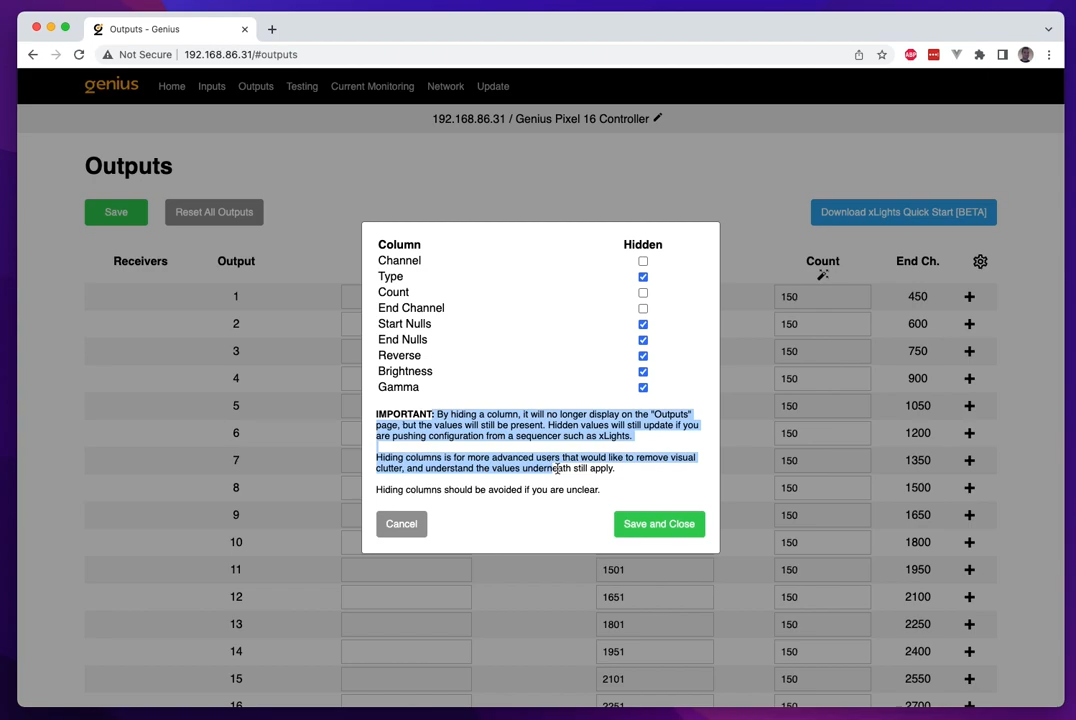 Outputs - Genius
Not Secure | 192.168.86.31/#outputs
ABP
genius
Home Inputs Outputs Testing Current Monitoring Network Update
192.168.86.31 / Genius Pixel 16 Controller
Outputs
Save Reset All Outputs Download xLights Quick Start [BETA]
Receivers Output Count End Ch.
1 150 450
2 150 600
3 150 750
4 150 900
5 150 1050
6 150 1200
7 150 1350
8 150 1500
9 150 1650
10 150 1800
11 1501 150 1950
12 1651 150 2100
13 1801 150 2250
14 1951 150 2400
15 2101 150 2550
16 2251 150 2700
Column Hidden
Channel
Type
Count
End Channel
Start Nulls
End Nulls
Reverse
Brightness
Gamma
IMPORTANT: By hiding a column, it will no longer display on the "Outputs"
page, but the values will still be present. Hidden values will still update if you
are pushing configuration from a sequencer such as xLights.
Hiding columns is for more advanced users that would like to remove visual
clutter, and understand the values underneath still apply.
Hiding columns should be avoided if you are unclear.
Cancel Save and Close